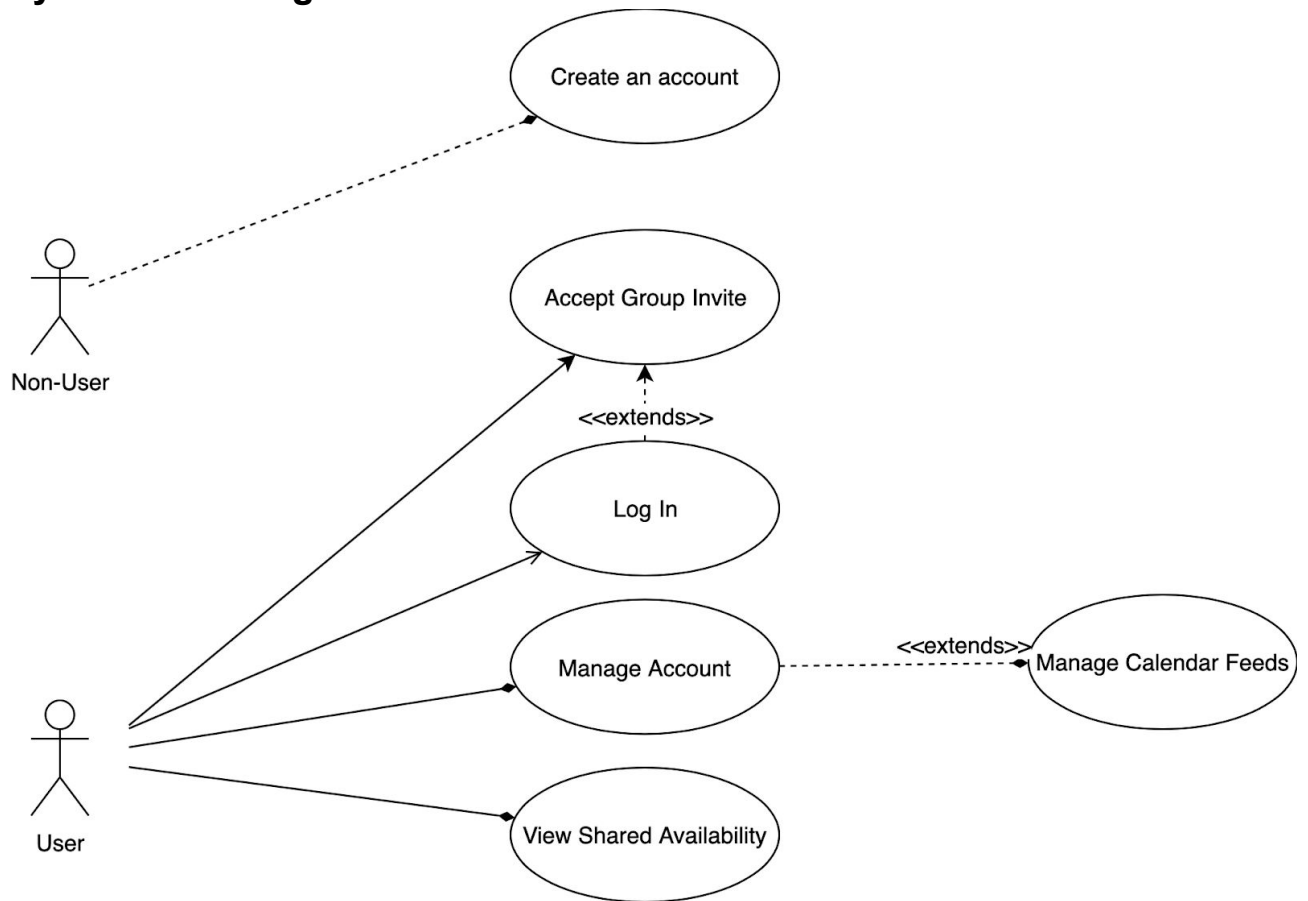 Create an account
Accept Group Invite
Non-User
<<extends>>
Log In
<<extends>>
Manage Account
Manage Calendar Feeds
View Shared Availability
User